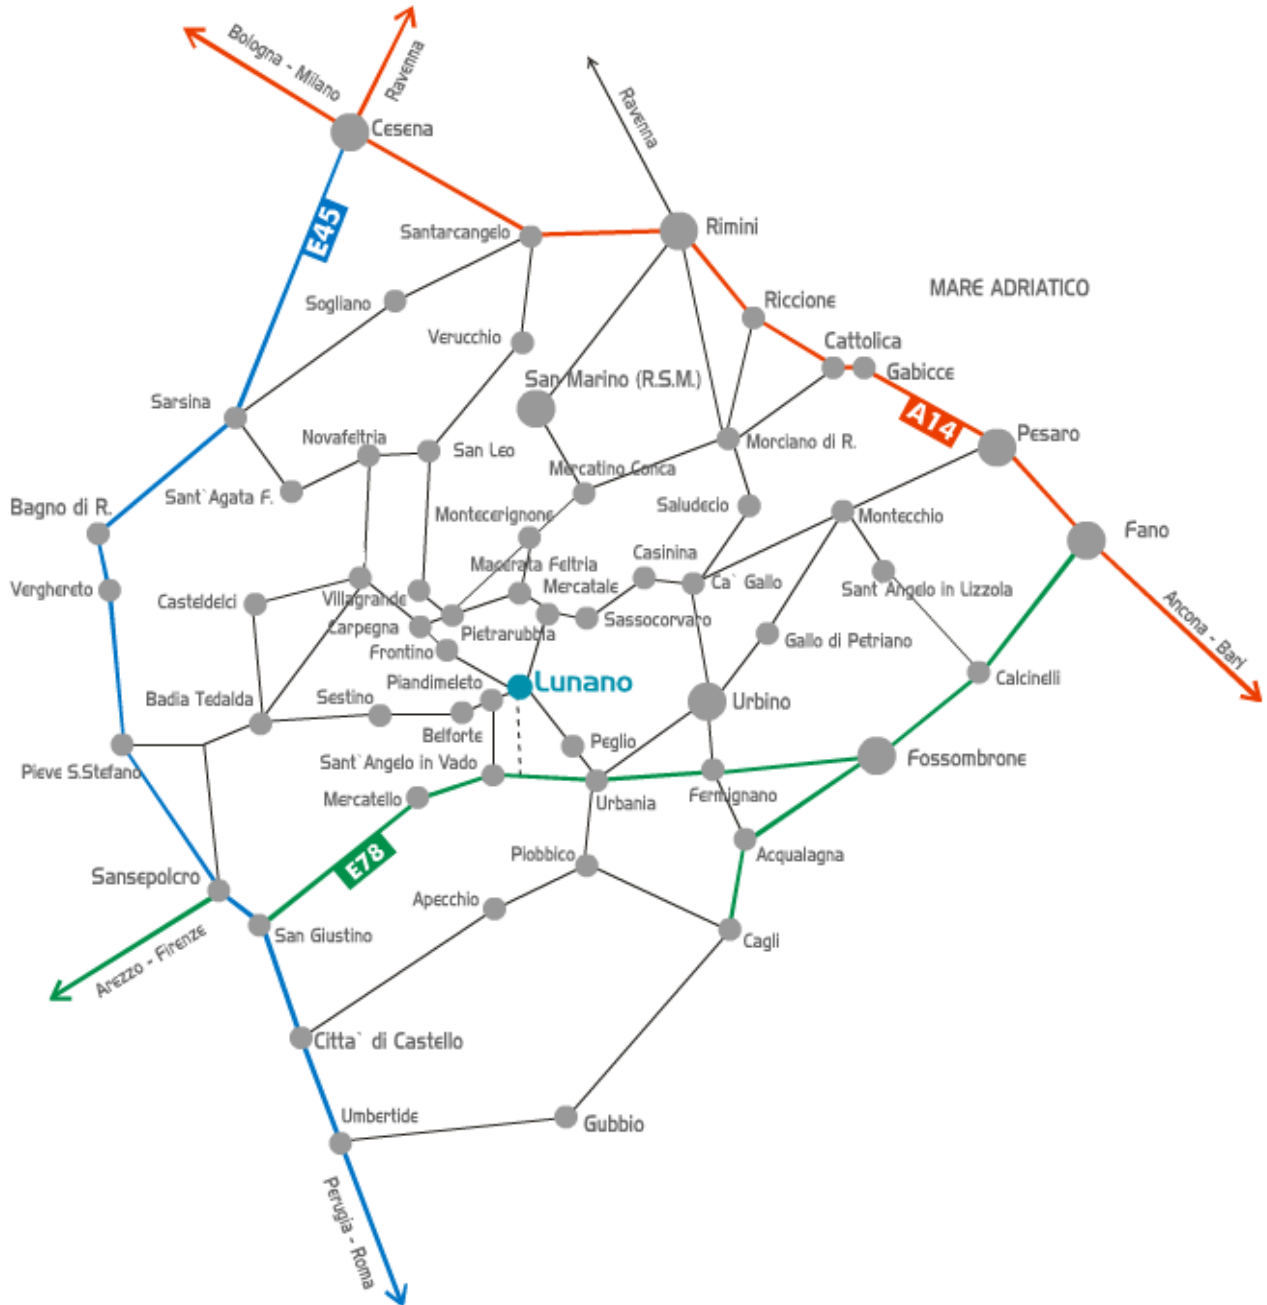 Bologna - Milano
Ravenna
Cesena
Ravenna
E45
Santarcangelo
Rimini
MARE ADRIATICO
Sogliano
Riccione
Verucchio
Cattolica
Gabicce
San Marino (R.S.M.)
Sarsina
A14
Pesaro
Novafeltria
San Leo
Morciano di R.
Mercatino Conca
Sant`Agata F.
Bagno di R.
Montecerignone
Saludecio
Montecchio
Fano
Casinina
Macerata Feltria
Mercatale
Ca` Gallo
Verghereto
Casteldelci
Villagrande
Sant`Angelo in Lizzola
Ancona - Bari
Carpegna
Pietrarubbia
Sassocorvaro
Gallo di Petriano
Frontino
Calcinelli
Piandimeleto
Lunano
Badia Tedalda
Sestino
Urbino
Belforte
Peglio
Pieve S.Stefano
Sant`Angelo in Vado
Fossombrone
Mercatello
Urbania
Fermignano
E78
Piobbico
Acqualagna
Sansepolcro
Apecchio
San Giustino
Cagli
Arezzo - Firenze
Citta` di Castello
Umbertide
Gubbio
Perugia - Roma